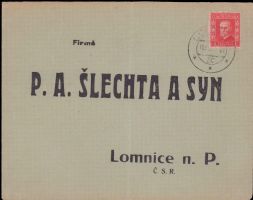 Firma
P. A. ŠLECHTA A SYN
Lomnice n. P.
Č. S. R.